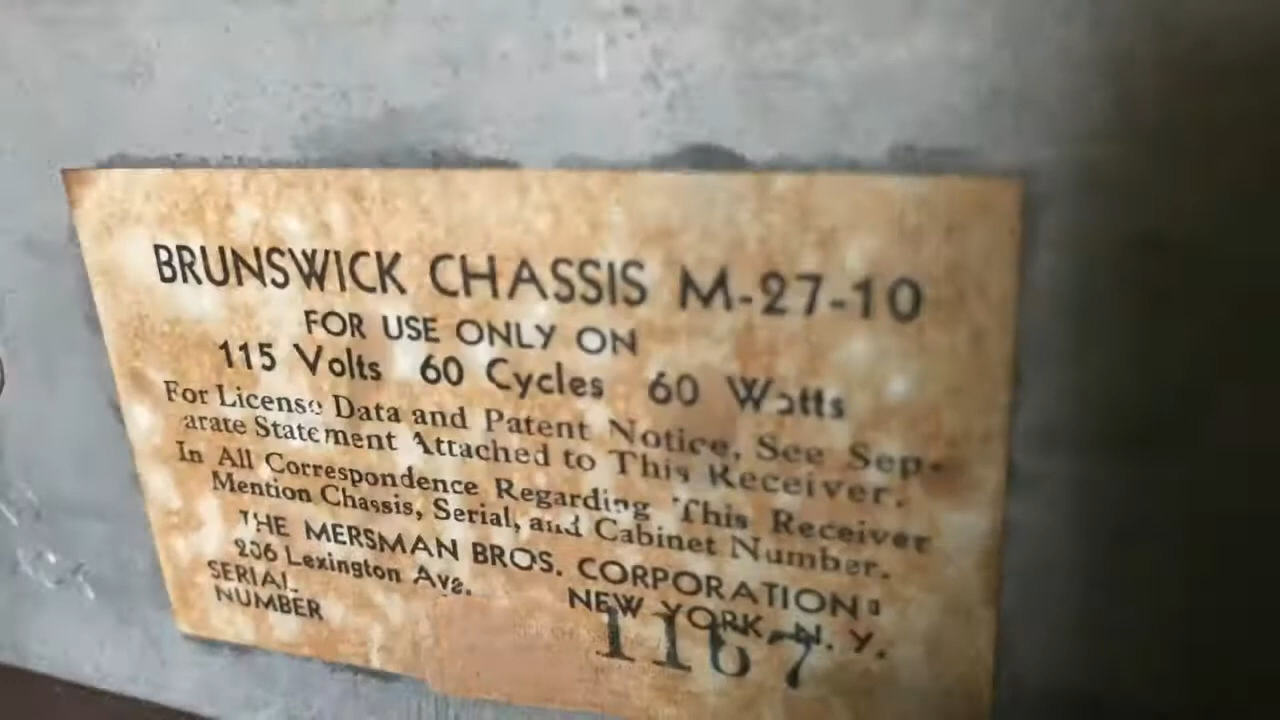 BRUNSWICK CHASSIS M-27-10
FOR USE ONLY ON
115 Volts 60 Cycles 60 Watts
For License Data and Patent Notice, See Sep-
arate Statement Attached to This Receiver.
In All Correspondence Regarding This Receiver
Mention Chassis, Serial, and Cabinet Number.
THE MERSMAN BROS. CORPORATION
206 Lexington Ave.
NEW YORK, N. Y.
SERIAL
NUMBER
1167